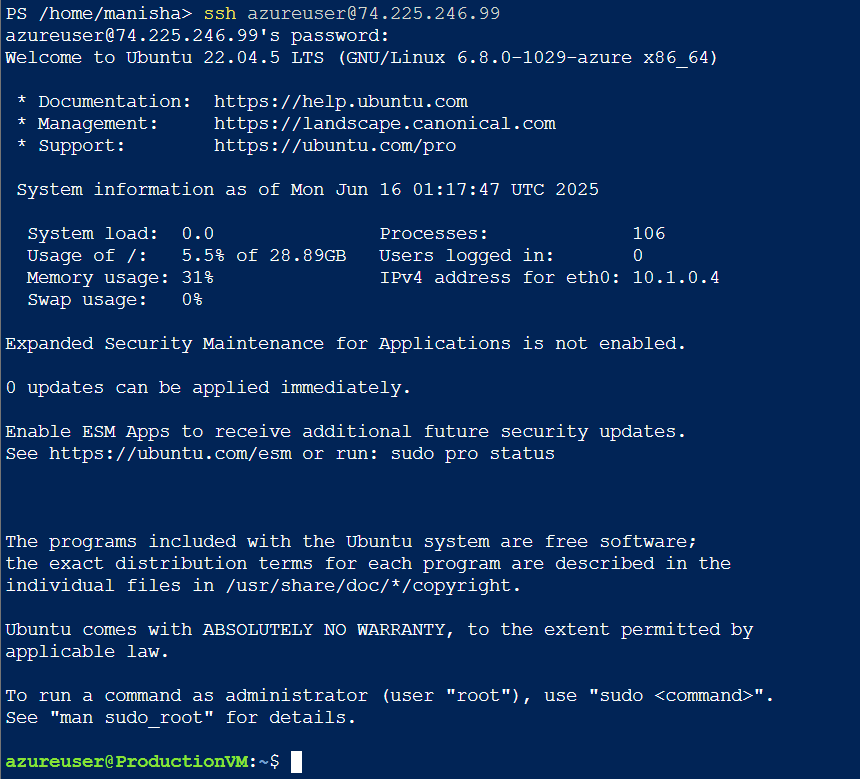 PS /home/manisha> ssh azureuser@74.225.246.99
azureuser@74.225.246.99's password:
Welcome to Ubuntu 22.04.5 LTS (GNU/Linux 6.8.0-1029-azure x86_64)
* Documentation:  https://help.ubuntu.com
* Management:     https://landscape.canonical.com
* Support:        https://ubuntu.com/pro
System information as of Mon Jun 16 01:17:47 UTC 2025
System load:  0.0               Processes:             106
Usage of /:   5.5% of 28.89GB   Users logged in:       0
Memory usage: 31%               IPv4 address for eth0: 10.1.0.4
Swap usage:   0%
Expanded Security Maintenance for Applications is not enabled.
0 updates can be applied immediately.
Enable ESM Apps to receive additional future security updates.
See https://ubuntu.com/esm or run: sudo pro status
The programs included with the Ubuntu system are free software;
the exact distribution terms for each program are described in the
individual files in /usr/share/doc/*/copyright.
Ubuntu comes with ABSOLUTELY NO WARRANTY, to the extent permitted by
applicable law.
To run a command as administrator (user "root"), use "sudo <command>".
See "man sudo_root" for details.
azureuser@ProductionVM:~$